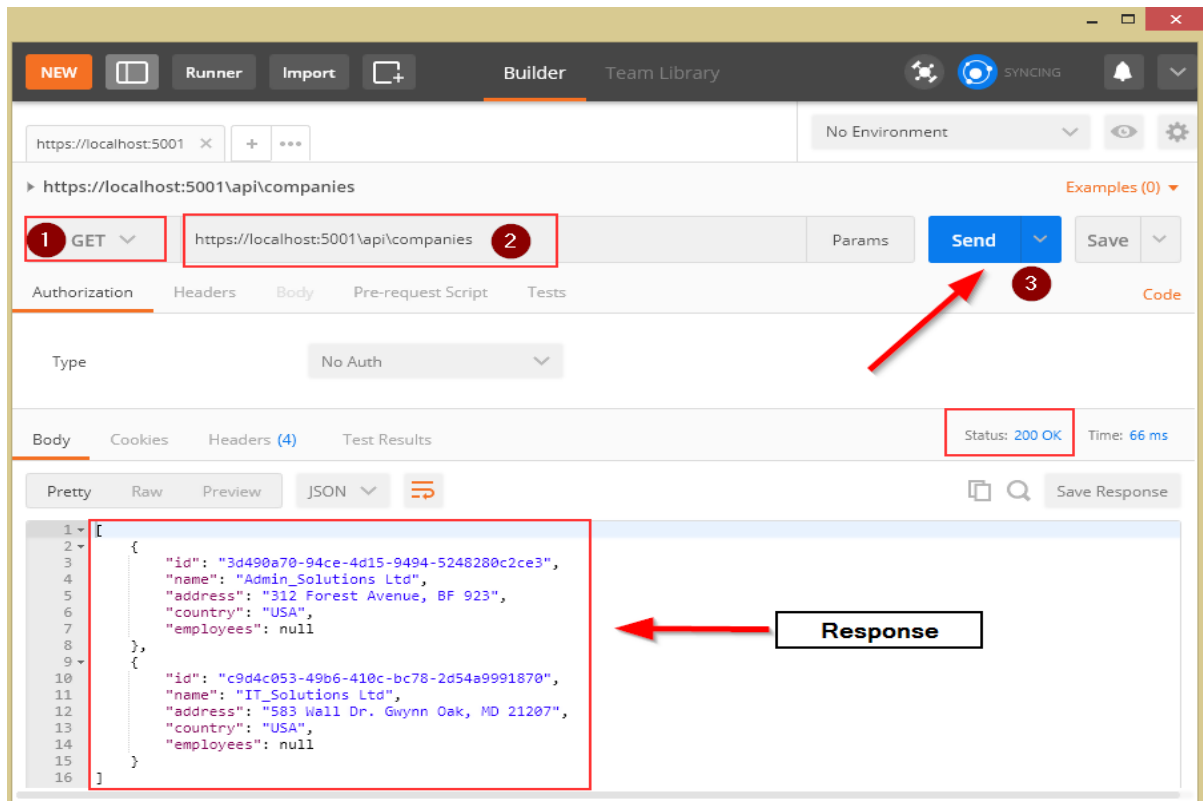 NEW Runner Import Builder Team Library SYNCING
https://localhost:5001 No Environment
https://localhost:5001\api\companies Examples (0)
1 GET https://localhost:5001\api\companies 2 Params Send Save
Authorization Headers Body Pre-request Script Tests 3 Code
Type No Auth
Body Cookies Headers (4) Test Results Status: 200 OK Time: 66 ms
Pretty Raw Preview JSON Save Response
1 [
2 {
3 "id": "3d490a70-94ce-4d15-9494-5248280c2ce3",
4 "name": "Admin_Solutions Ltd",
5 "address": "312 Forest Avenue, BF 923",
6 "country": "USA",
7 "employees": null
8 },
9 {
10 "id": "c9d4c053-49b6-410c-bc78-2d54a9991870",
11 "name": "IT_Solutions Ltd",
12 "address": "583 Wall Dr. Gwynn Oak, MD 21207",
13 "country": "USA",
14 "employees": null
15 }
16 ]
Response